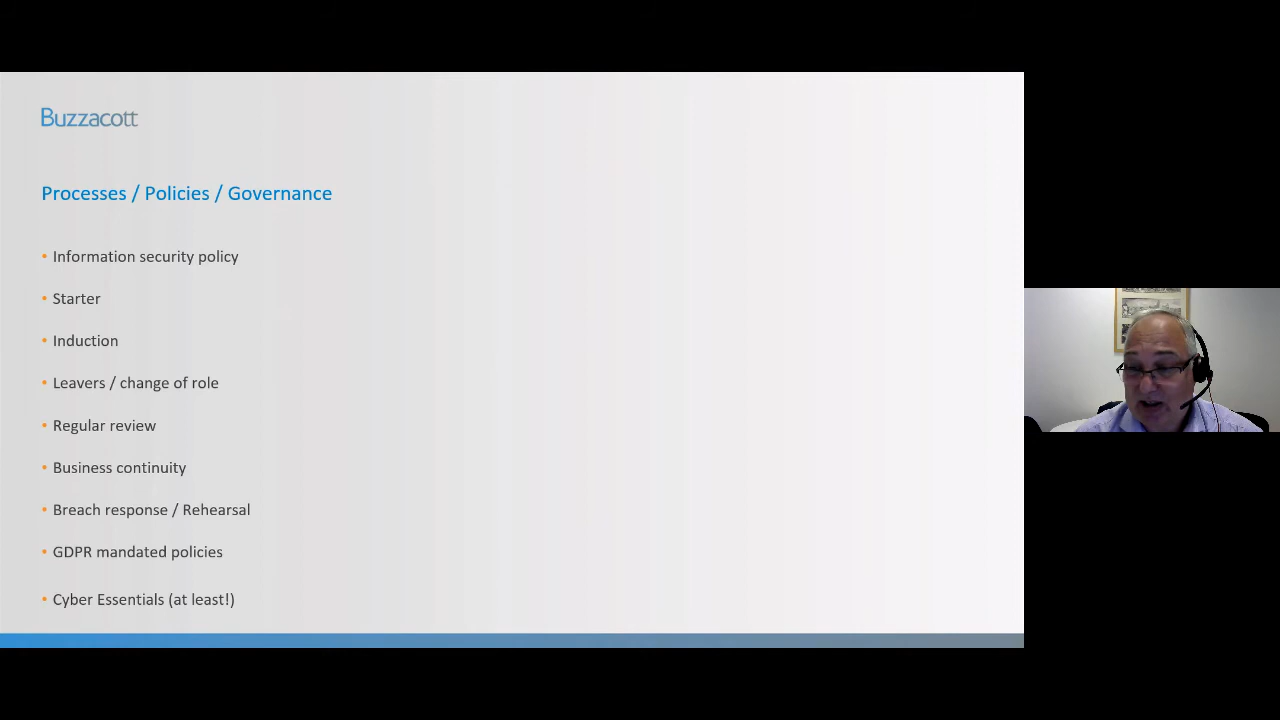 Buzzacott
Processes / Policies / Governance
• Information security policy
• Starter
• Induction
• Leavers / change of role
• Regular review
• Business continuity
• Breach response / Rehearsal
• GDPR mandated policies
• Cyber Essentials (at least!)